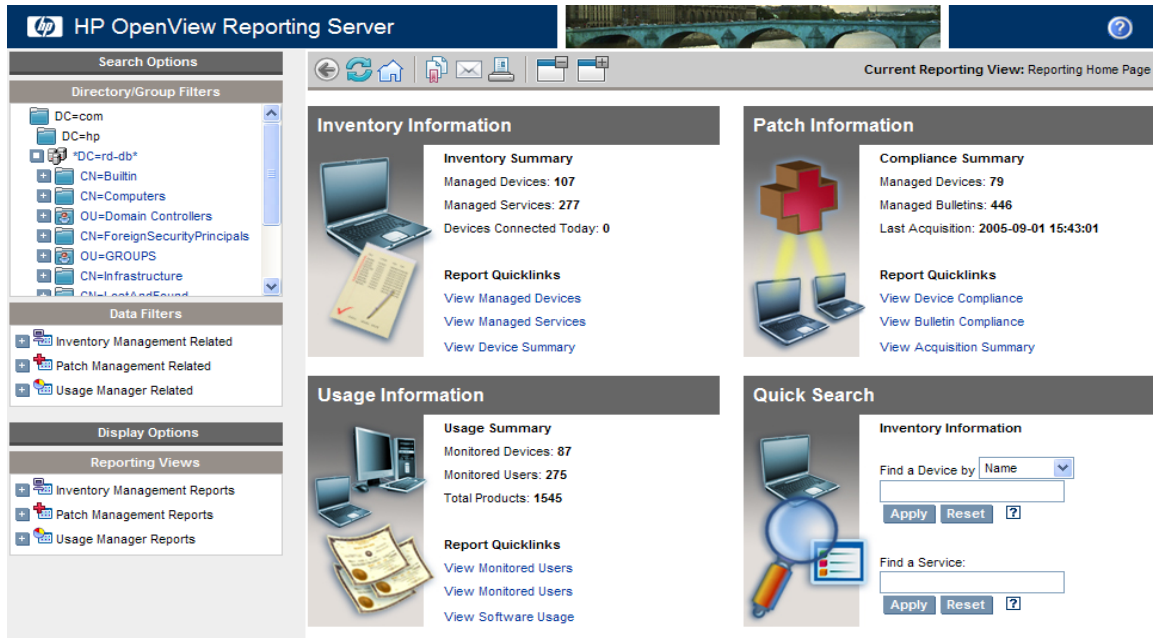 hp HP OpenView Reporting Server ?
Search Options
Directory/Group Filters
DC=com
DC=hp
*DC=rd-db*
CN=Builtin
CN=Computers
OU=Domain Controllers
CN=ForeignSecurityPrincipals
OU=GROUPS
CN=Infrastructure
CN=LostAndFound
Data Filters
Inventory Management Related
Patch Management Related
Usage Manager Related
Display Options
Reporting Views
Inventory Management Reports
Patch Management Reports
Usage Manager Reports
Current Reporting View: Reporting Home Page
Inventory Information
Inventory Summary
Managed Devices: 107
Managed Services: 277
Devices Connected Today: 0
Report Quicklinks
View Managed Devices
View Managed Services
View Device Summary
Patch Information
Compliance Summary
Managed Devices: 79
Managed Bulletins: 446
Last Acquisition: 2005-09-01 15:43:01
Report Quicklinks
View Device Compliance
View Bulletin Compliance
View Acquisition Summary
Usage Information
Usage Summary
Monitored Devices: 87
Monitored Users: 275
Total Products: 1545
Report Quicklinks
View Monitored Users
View Monitored Users
View Software Usage
Quick Search
Inventory Information
Find a Device by Name
Apply Reset ?
Find a Service:
Apply Reset ?